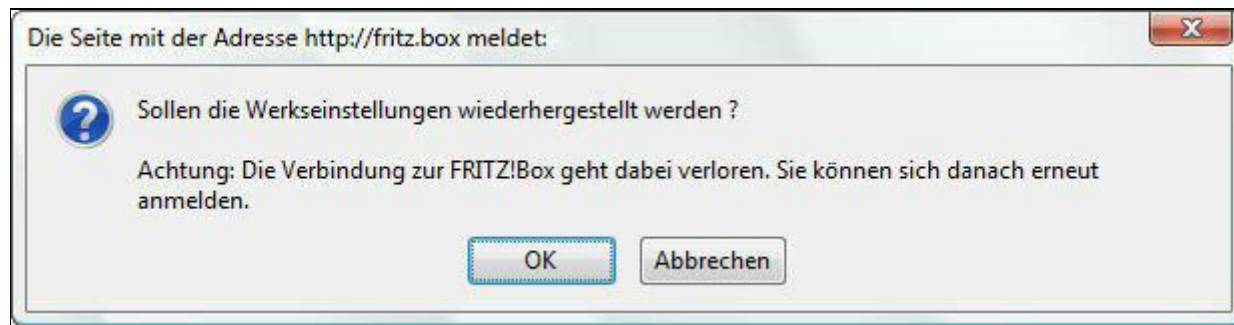 Die Seite mit der Adresse http://fritz.box meldet:
Sollen die Werkseinstellungen wiederhergestellt werden ?
Achtung: Die Verbindung zur FRITZ!Box geht dabei verloren. Sie können sich danach erneut
anmelden.
OK Abbrechen